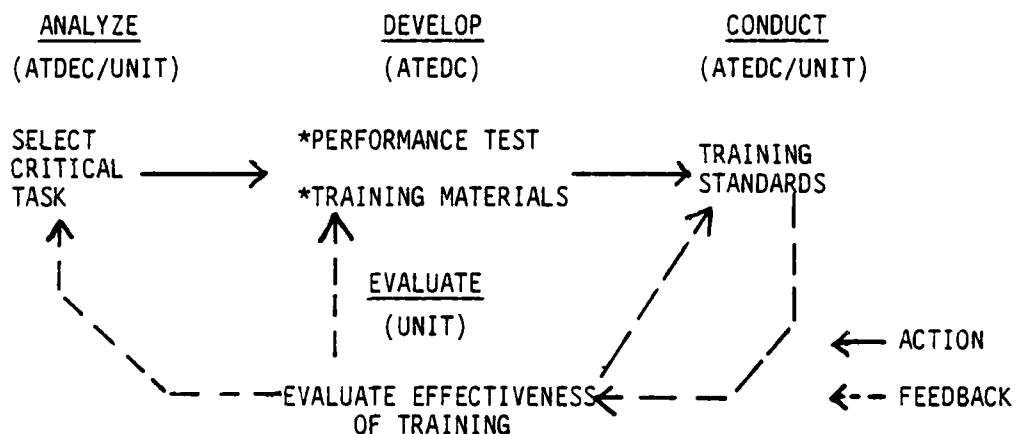 ANALYZE
(ATDEC/UNIT)
SELECT
CRITICAL
TASK
DEVELOP
(ATEDC)
*PERFORMANCE TEST
*TRAINING MATERIALS
CONDUCT
(ATEDC/UNIT)
TRAINING
STANDARDS
EVALUATE
(UNIT)
EVALUATE EFFECTIVENESS
OF TRAINING
ACTION
FEEDBACK